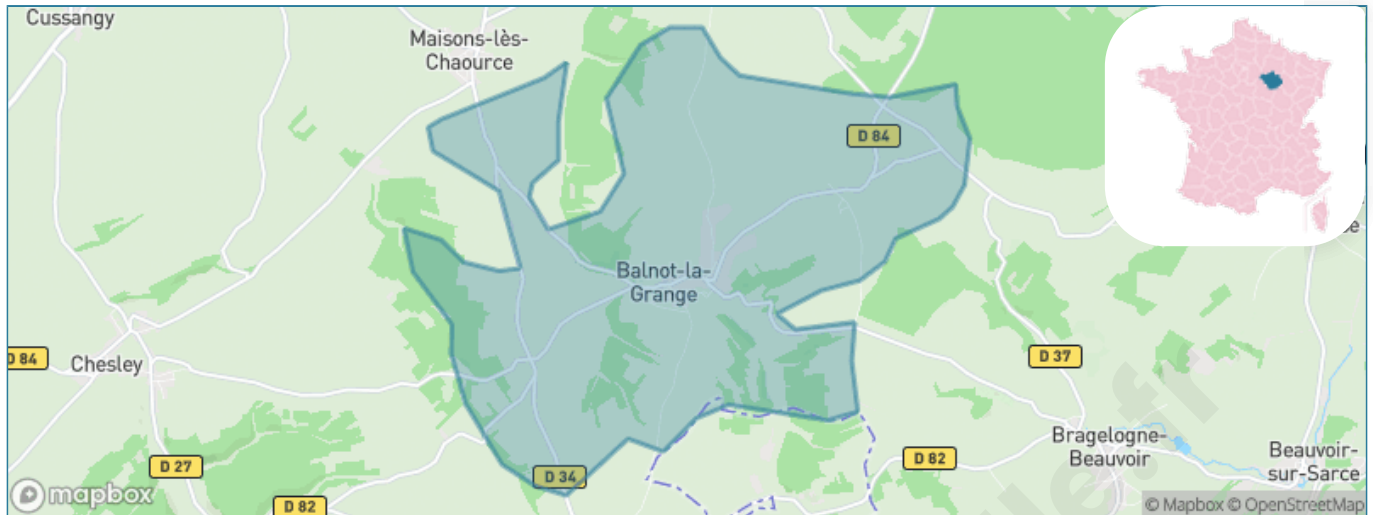 Cussangy
Maisons-lès-
Chaource
D 84
Balnot-la-
Grange
D 84
Chesley
D 37
D 27
D 34
D 82
D 82
Bragelogne-
Beauvoir
Beauvoir-
sur-Sarce
mapbox
© Mapbox © OpenStreetMap